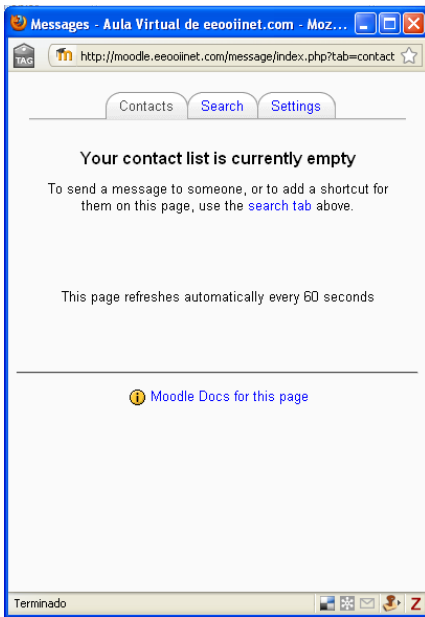 Messages - Aula Virtual de eeooiinet.com - Moz...
TAG
http://moodle.eeooiinet.com/message/index.php?tab=contact
Contacts Search Settings
Your contact list is currently empty
To send a message to someone, or to add a shortcut for
them on this page, use the search tab above.
This page refreshes automatically every 60 seconds
Moodle Docs for this page
Terminado
Z